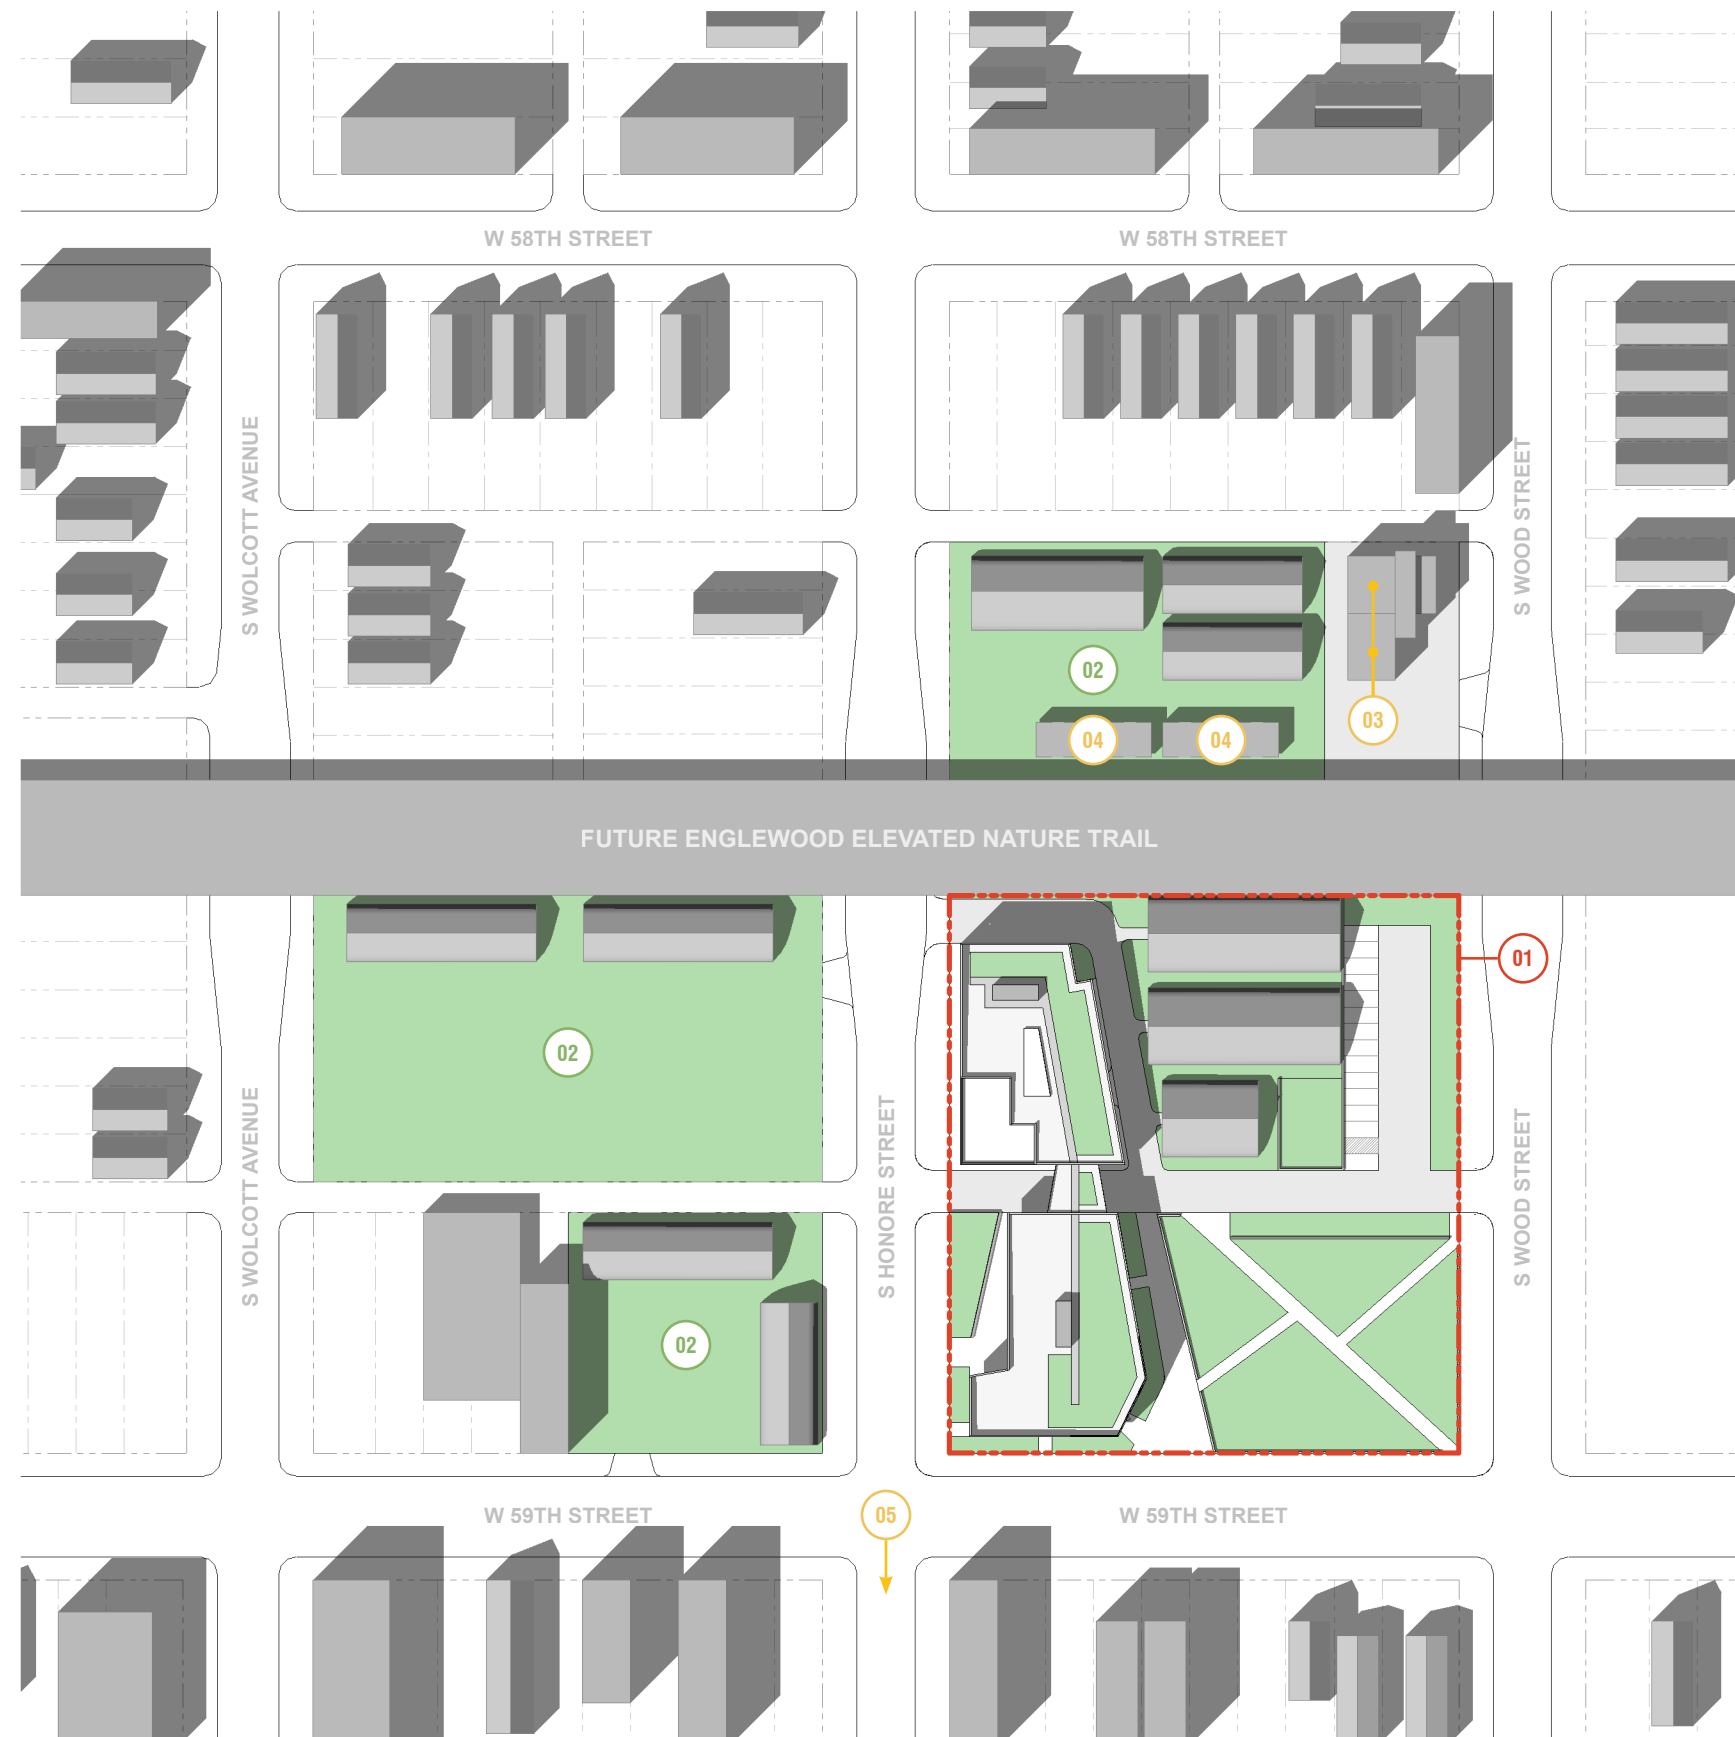 W 58TH STREET
W 58TH STREET
S WOLCOTT AVENUE
S WOOD STREET
02
03
04
04
FUTURE ENGLEWOOD ELEVATED NATURE TRAIL
01
02
S WOLCOTT AVENUE
S HONORE STREET
S WOOD STREET
02
W 59TH STREET
05
W 59TH STREET